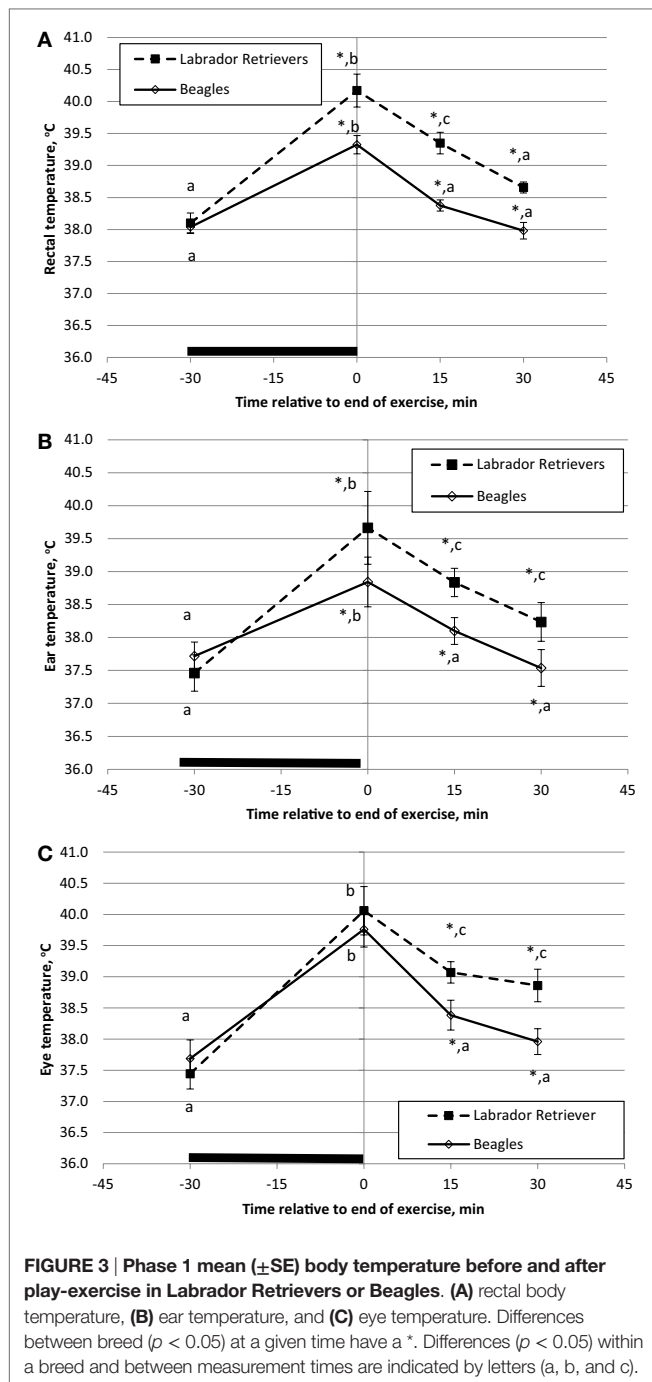 A
41.0
40.5
40.0
39.5
39.0
38.5
38.0
37.5
37.0
36.5
36.0
Rectal temperature, °C
Labrador Retrievers
Beagles
*,b
*,b
*,c
*,a
*,a
*,a
a
a
-45 -30 -15 0 15 30 45
Time relative to end of exercise, min
B
41.0
40.5
40.0
39.5
39.0
38.5
38.0
37.5
37.0
36.5
36.0
Ear temperature, °C
Labrador Retrievers
Beagles
*,b
*,c
*,c
a
*,b
*,a
*,a
a
-45 -30 -15 0 15 30 45
Time relative to end of exercise, min
C
41.0
40.5
40.0
39.5
39.0
38.5
38.0
37.5
37.0
36.5
36.0
Eye temperature, °C
b
*,c
*,c
b
a
*,a
*,a
a
Labrador Retriever
Beagles
-45 -30 -15 0 15 30 45
Time relative to end of exercise, min
FIGURE 3 | Phase 1 mean (±SE) body temperature before and after
play-exercise in Labrador Retrievers or Beagles. (A) rectal body
temperature, (B) ear temperature, and (C) eye temperature. Differences
between breed (p < 0.05) at a given time have a *. Differences (p < 0.05) within
a breed and between measurement times are indicated by letters (a, b, and c).